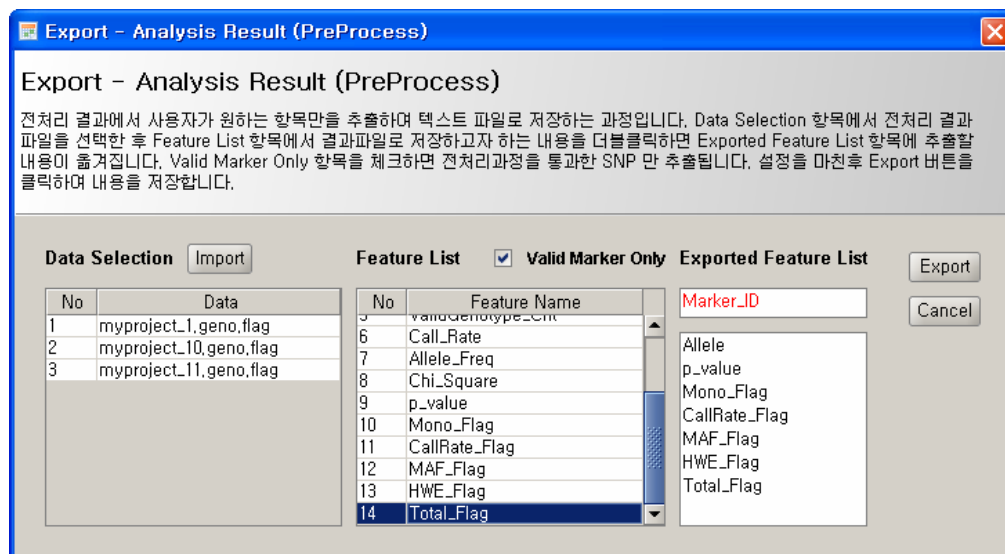 Export - Analysis Result (PreProcess)
Export - Analysis Result (PreProcess)
전처리 결과에서 사용자가 원하는 항목만을 추출하여 텍스트 파일로 저장하는 과정입니다. Data Selection 항목에서 전처리 결과
파일을 선택한 후 Feature List 항목에서 결과파일로 저장하고자 하는 내용을 더블클릭하면 Exported Feature List 항목에 추출할
내용이 옮겨집니다. Valid Marker Only 항목을 체크하면 전처리과정을 통과한 SNP 만 추출됩니다. 설정을 마친후 Export 버튼을
클릭하여 내용을 저장합니다.
Data Selection Import
No Data
1 myproject_1.geno.flag
2 myproject_10.geno.flag
3 myproject_11.geno.flag
Feature List Valid Marker Only
No Feature Name
5 ValidGenotype_Cnt
6 Call_Rate
7 Allele_Freq
8 Chi_Square
9 p_value
10 Mono_Flag
11 CallRate_Flag
12 MAF_Flag
13 HWE_Flag
14 Total_Flag
Exported Feature List
Marker_ID
Allele
p_value
Mono_Flag
CallRate_Flag
MAF_Flag
HWE_Flag
Total_Flag
Export
Cancel